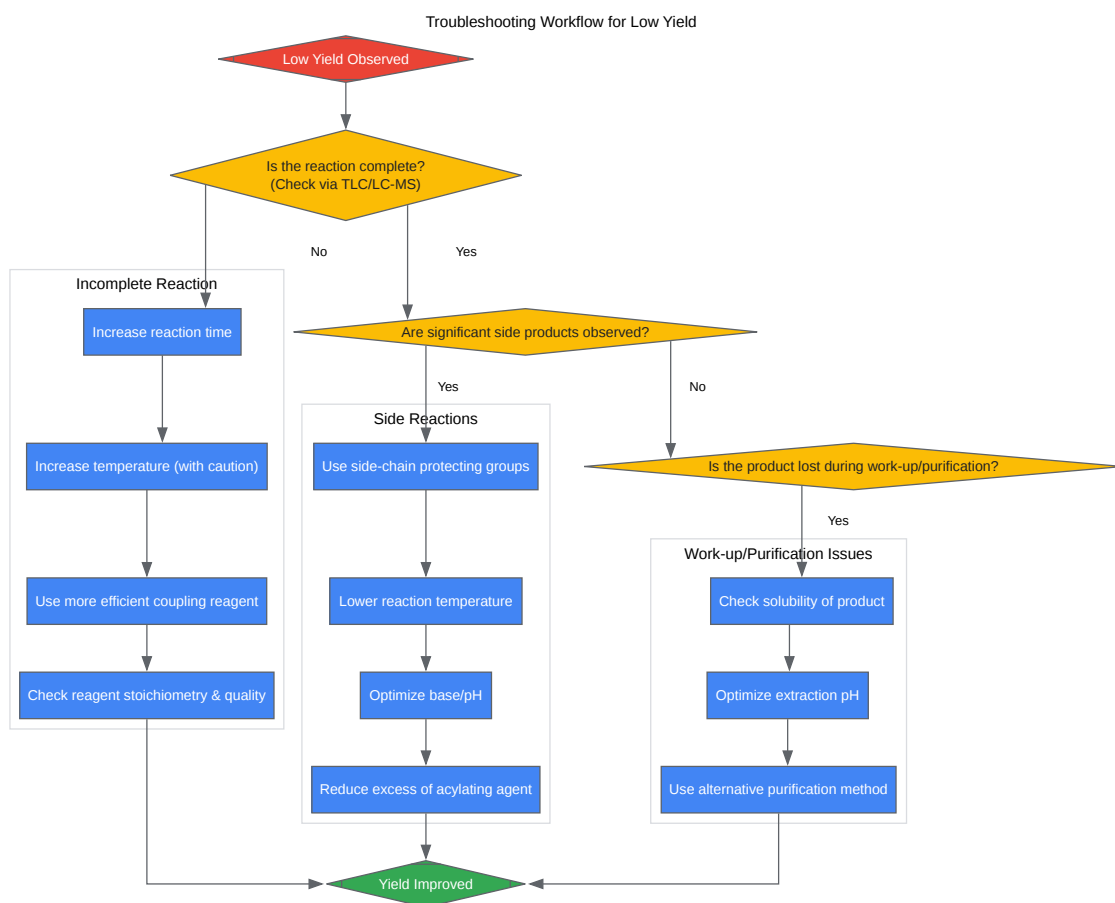 Troubleshooting Workflow for Low Yield
Low Yield Observed
Is the reaction complete?
(Check via TLC/LC-MS)
No
Yes
Incomplete Reaction
Increase reaction time
Increase temperature (with caution)
Use more efficient coupling reagent
Check reagent stoichiometry & quality
Are significant side products observed?
Yes
No
Side Reactions
Use side-chain protecting groups
Lower reaction temperature
Optimize base/pH
Reduce excess of acylating agent
Is the product lost during work-up/purification?
Yes
Work-up/Purification Issues
Check solubility of product
Optimize extraction pH
Use alternative purification method
Yield Improved